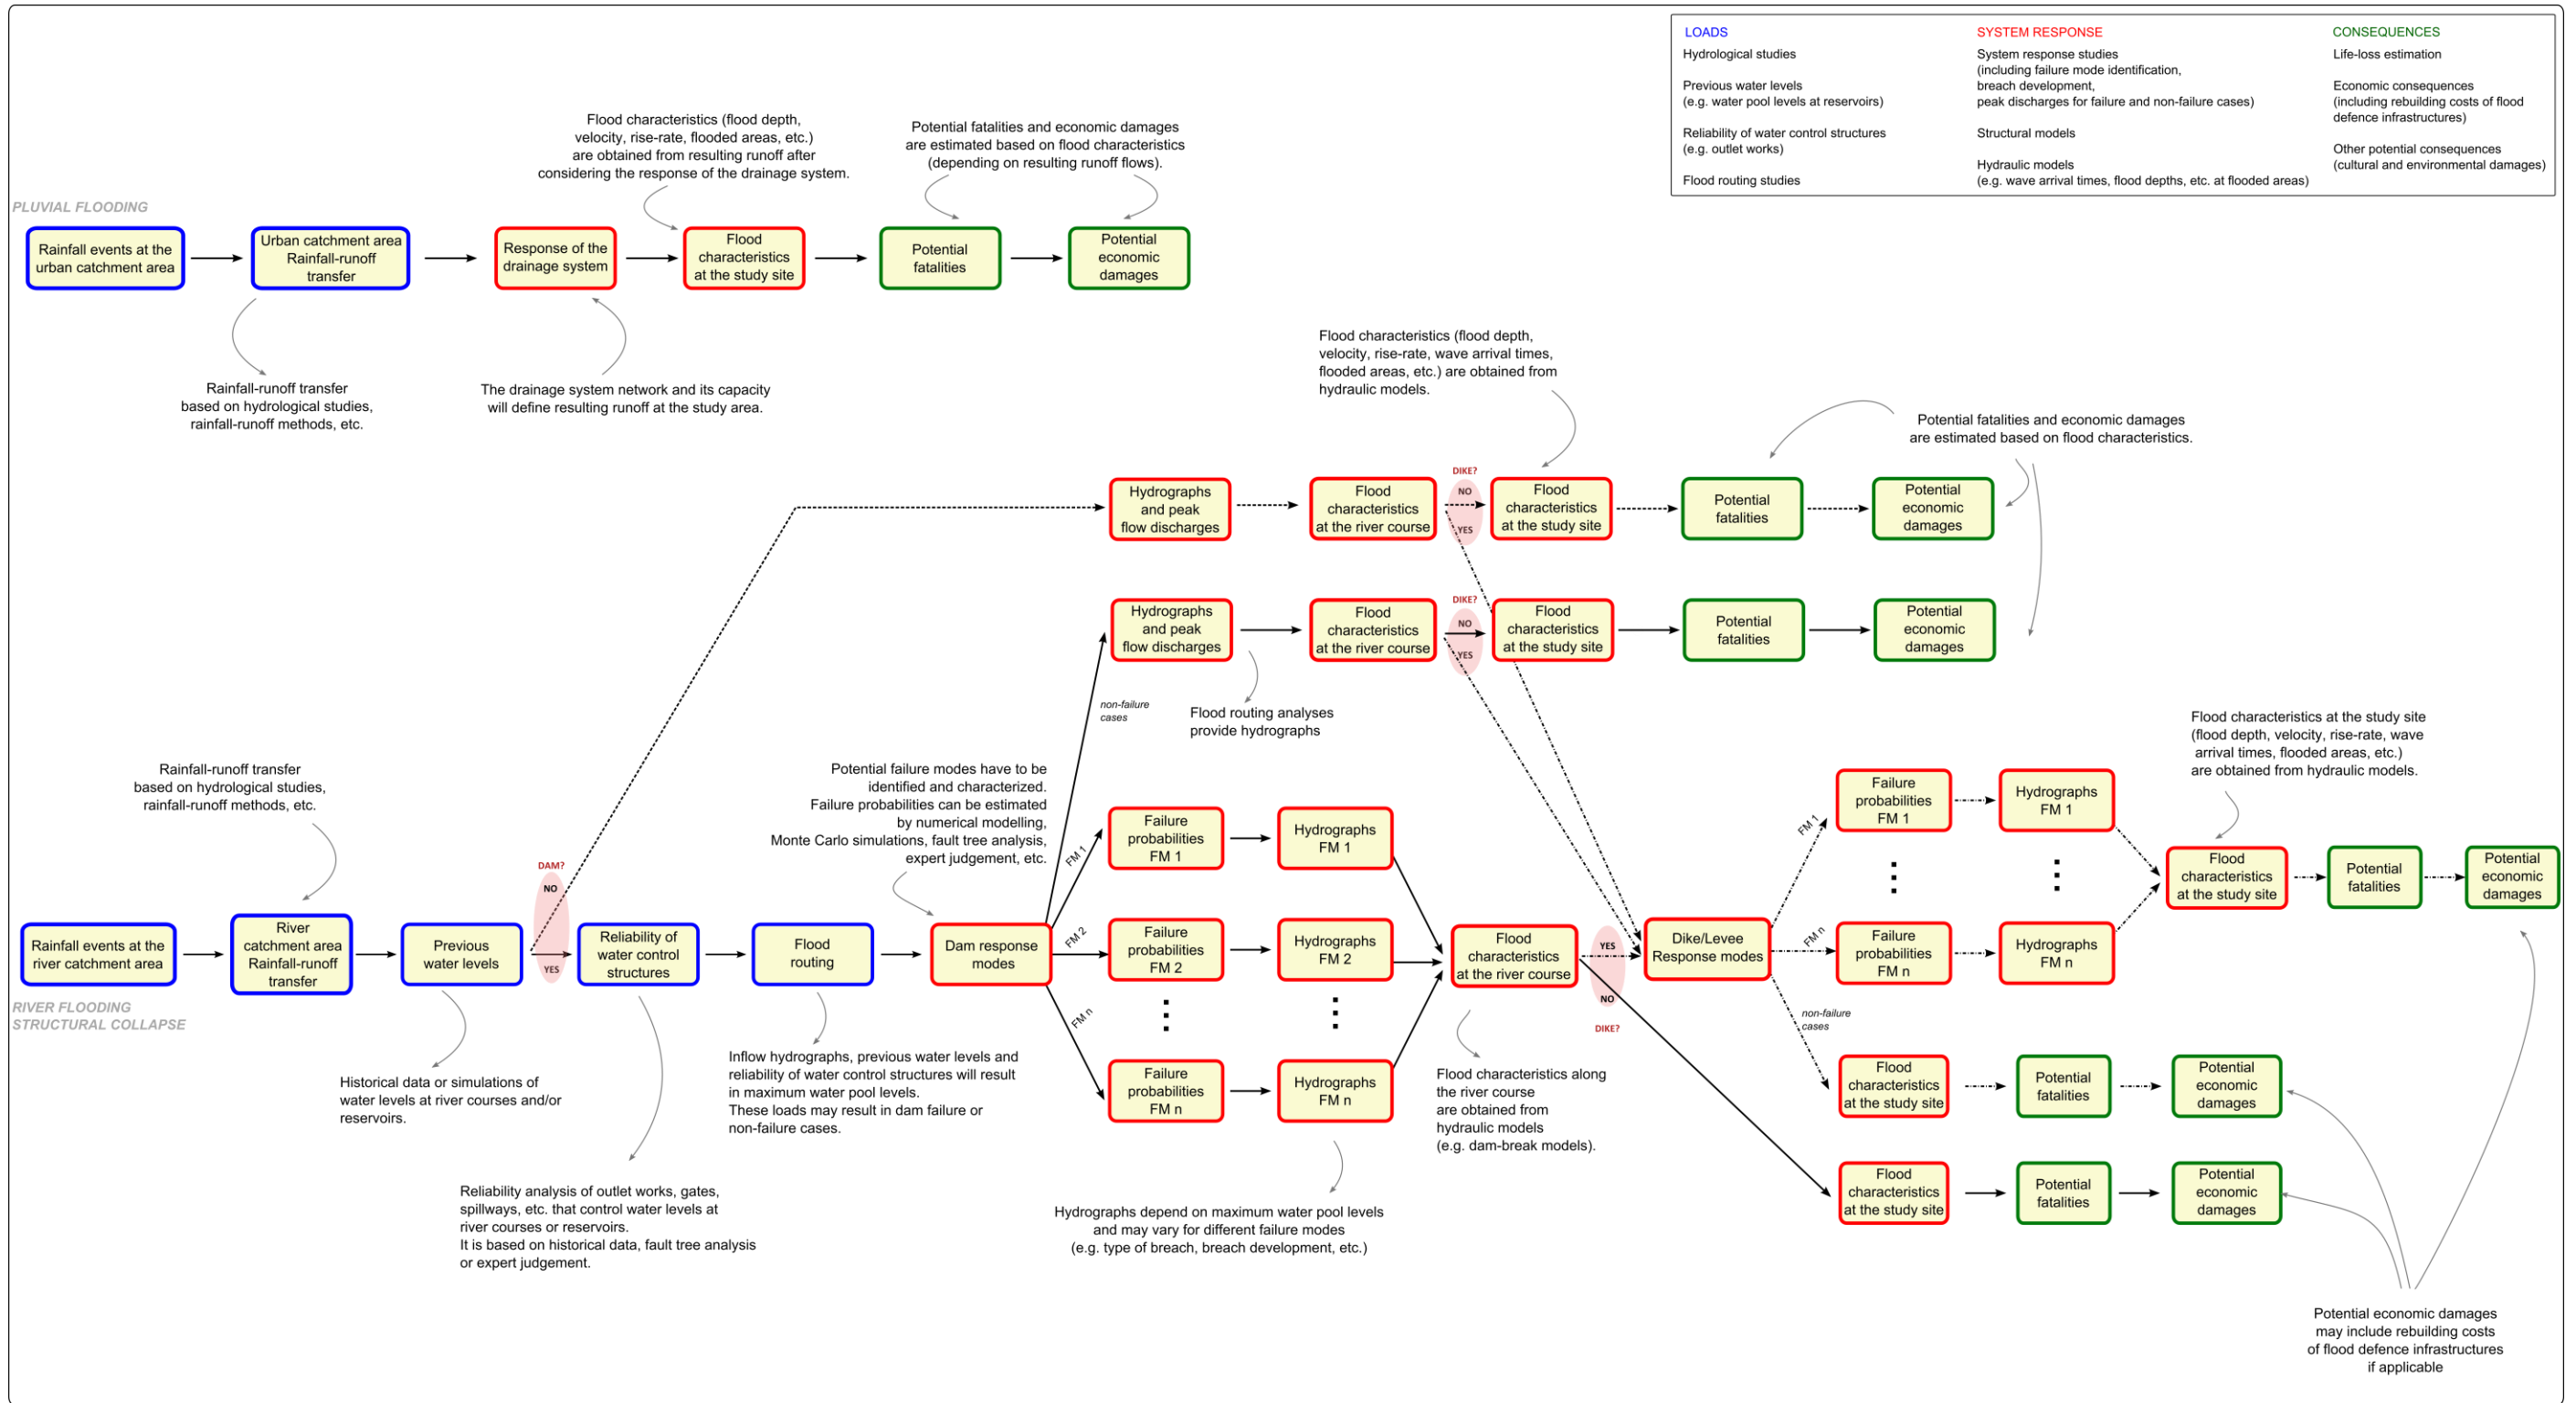 LOADS
Hydrological studies
Previous water levels
(e.g. water pool levels at reservoirs)
Reliability of water control structures
(e.g. outlet works)
Flood routing studies
SYSTEM RESPONSE
System response studies
(including failure mode identification,
breach development,
peak discharges for failure and non-failure cases)
Structural models
Hydraulic models
(e.g. wave arrival times, flood depths, etc. at flooded areas)
CONSEQUENCES
Life-loss estimation
Economic consequences
(including rebuilding costs of flood
defence infrastructures)
Other potential consequences
(cultural and environmental damages)
Flood characteristics (flood depth,
velocity, rise-rate, flooded areas, etc.)
are obtained from resulting runoff after
considering the response of the drainage system.
Potential fatalities and economic damages
are estimated based on flood characteristics
(depending on resulting runoff flows).
PLUVIAL FLOODING
Rainfall events at the
urban catchment area
Urban catchment area
Rainfall-runoff
transfer
Response of the
drainage system
Flood
characteristics
at the study site
Potential
fatalities
Potential
economic
damages
Rainfall-runoff transfer
based on hydrological studies,
rainfall-runoff methods, etc.
The drainage system network and its capacity
will define resulting runoff at the study area.
Flood characteristics (flood depth,
velocity, rise-rate, wave arrival times,
flooded areas, etc.) are obtained from
hydraulic models.
Potential fatalities and economic damages
are estimated based on flood characteristics.
Hydrographs
and peak
flow discharges
Flood
characteristics
at the river course
DIKE?
NO
YES
Flood
characteristics
at the study site
Potential
fatalities
Potential
economic
damages
Hydrographs
and peak
flow discharges
Flood
characteristics
at the river course
DIKE?
NO
YES
Flood
characteristics
at the study site
Potential
fatalities
Potential
economic
damages
non-failure
cases
Flood routing analyses
provide hydrographs
Flood characteristics at the study site
(flood depth, velocity, rise-rate, wave
arrival times, flooded areas, etc.)
are obtained from hydraulic models.
Rainfall-runoff transfer
based on hydrological studies,
rainfall-runoff methods, etc.
Potential failure modes have to be
identified and characterized.
Failure probabilities can be estimated
by numerical modelling,
Monte Carlo simulations, fault tree analysis,
expert judgement, etc.
Rainfall events at the
river catchment area
River
catchment area
Rainfall-runoff
transfer
Previous
water levels
DAM?
NO
YES
Reliability of
water control
structures
Flood
routing
Dam response
modes
FM 1
Failure
probabilities
FM 1
Hydrographs
FM 1
FM 2
Failure
probabilities
FM 2
Hydrographs
FM 2
FM n
Failure
probabilities
FM n
Hydrographs
FM n
Flood
characteristics
at the river course
YES
NO
DIKE?
Dike/Levee
Response modes
FM 1
Failure
probabilities
FM 1
Hydrographs
FM 1
FM n
Failure
probabilities
FM n
Hydrographs
FM n
Flood
characteristics
at the study site
Potential
fatalities
Potential
economic
damages
non-failure
cases
Flood
characteristics
at the study site
Potential
fatalities
Potential
economic
damages
Flood
characteristics
at the study site
Potential
fatalities
Potential
economic
damages
RIVER FLOODING
STRUCTURAL COLLAPSE
Historical data or simulations of
water levels at river courses and/or
reservoirs.
Reliability analysis of outlet works, gates,
spillways, etc. that control water levels at
river courses or reservoirs.
It is based on historical data, fault tree analysis
or expert judgement.
Inflow hydrographs, previous water levels and
reliability of water control structures will result
in maximum water pool levels.
These loads may result in dam failure or
non-failure cases.
Hydrographs depend on maximum water pool levels
and may vary for different failure modes
(e.g. type of breach, breach development, etc.)
Flood characteristics along
the river course
are obtained from
hydraulic models
(e.g. dam-break models).
Potential economic damages
may include rebuilding costs
of flood defence infrastructures
if applicable